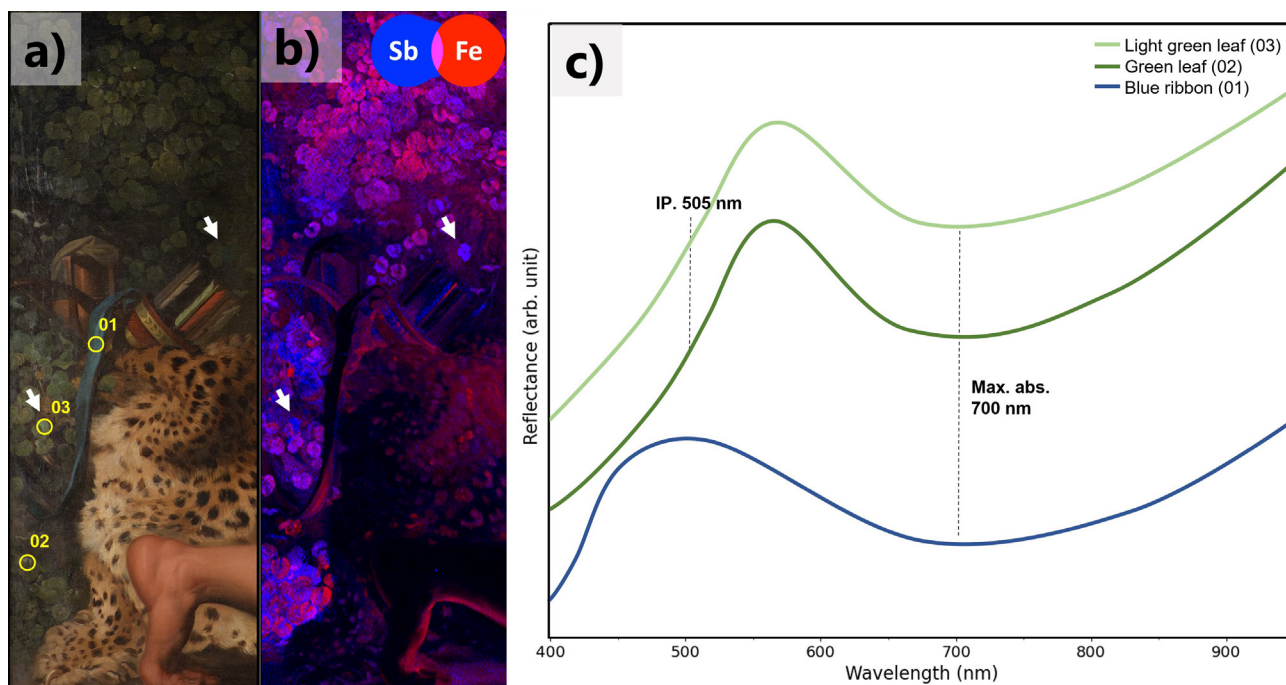 a)
01
03
02
b)
Sb Fe
c)
Light green leaf (03)
Green leaf (02)
Blue ribbon (01)
IP. 505 nm
Max. abs.
700 nm
Reflectance (arb. unit)
400 500 600 700 800 900
Wavelength (nm)